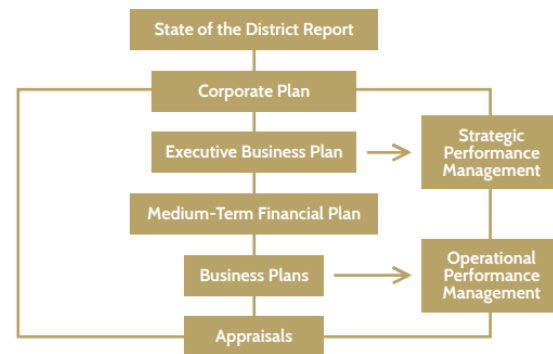 State of the District Report
Corporate Plan
Executive Business Plan
Strategic
Performance
Management
Medium-Term Financial Plan
Business Plans
Operational
Performance
Management
Appraisals